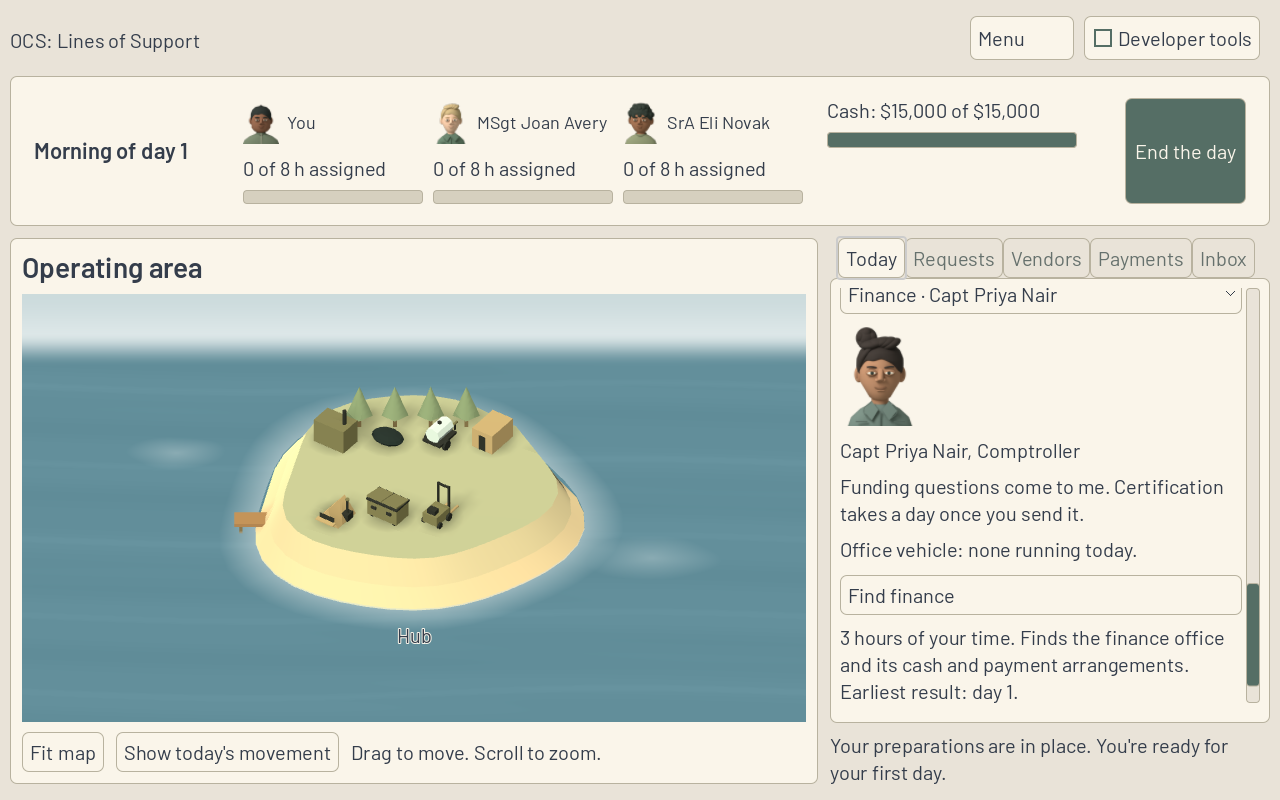 OCS: Lines of Support
Menu
Developer tools
Morning of day 1
You
0 of 8 h assigned
MSgt Joan Avery
0 of 8 h assigned
SrA Eli Novak
0 of 8 h assigned
Cash: $15,000 of $15,000
End the day
Operating area
Hub
Fit map
Show today's movement
Drag to move. Scroll to zoom.
Today
Requests
Vendors
Payments
Inbox
Finance · Capt Priya Nair
Capt Priya Nair, Comptroller
Funding questions come to me. Certification
takes a day once you send it.
Office vehicle: none running today.
Find finance
3 hours of your time. Finds the finance office
and its cash and payment arrangements.
Earliest result: day 1.
Your preparations are in place. You're ready for
your first day.